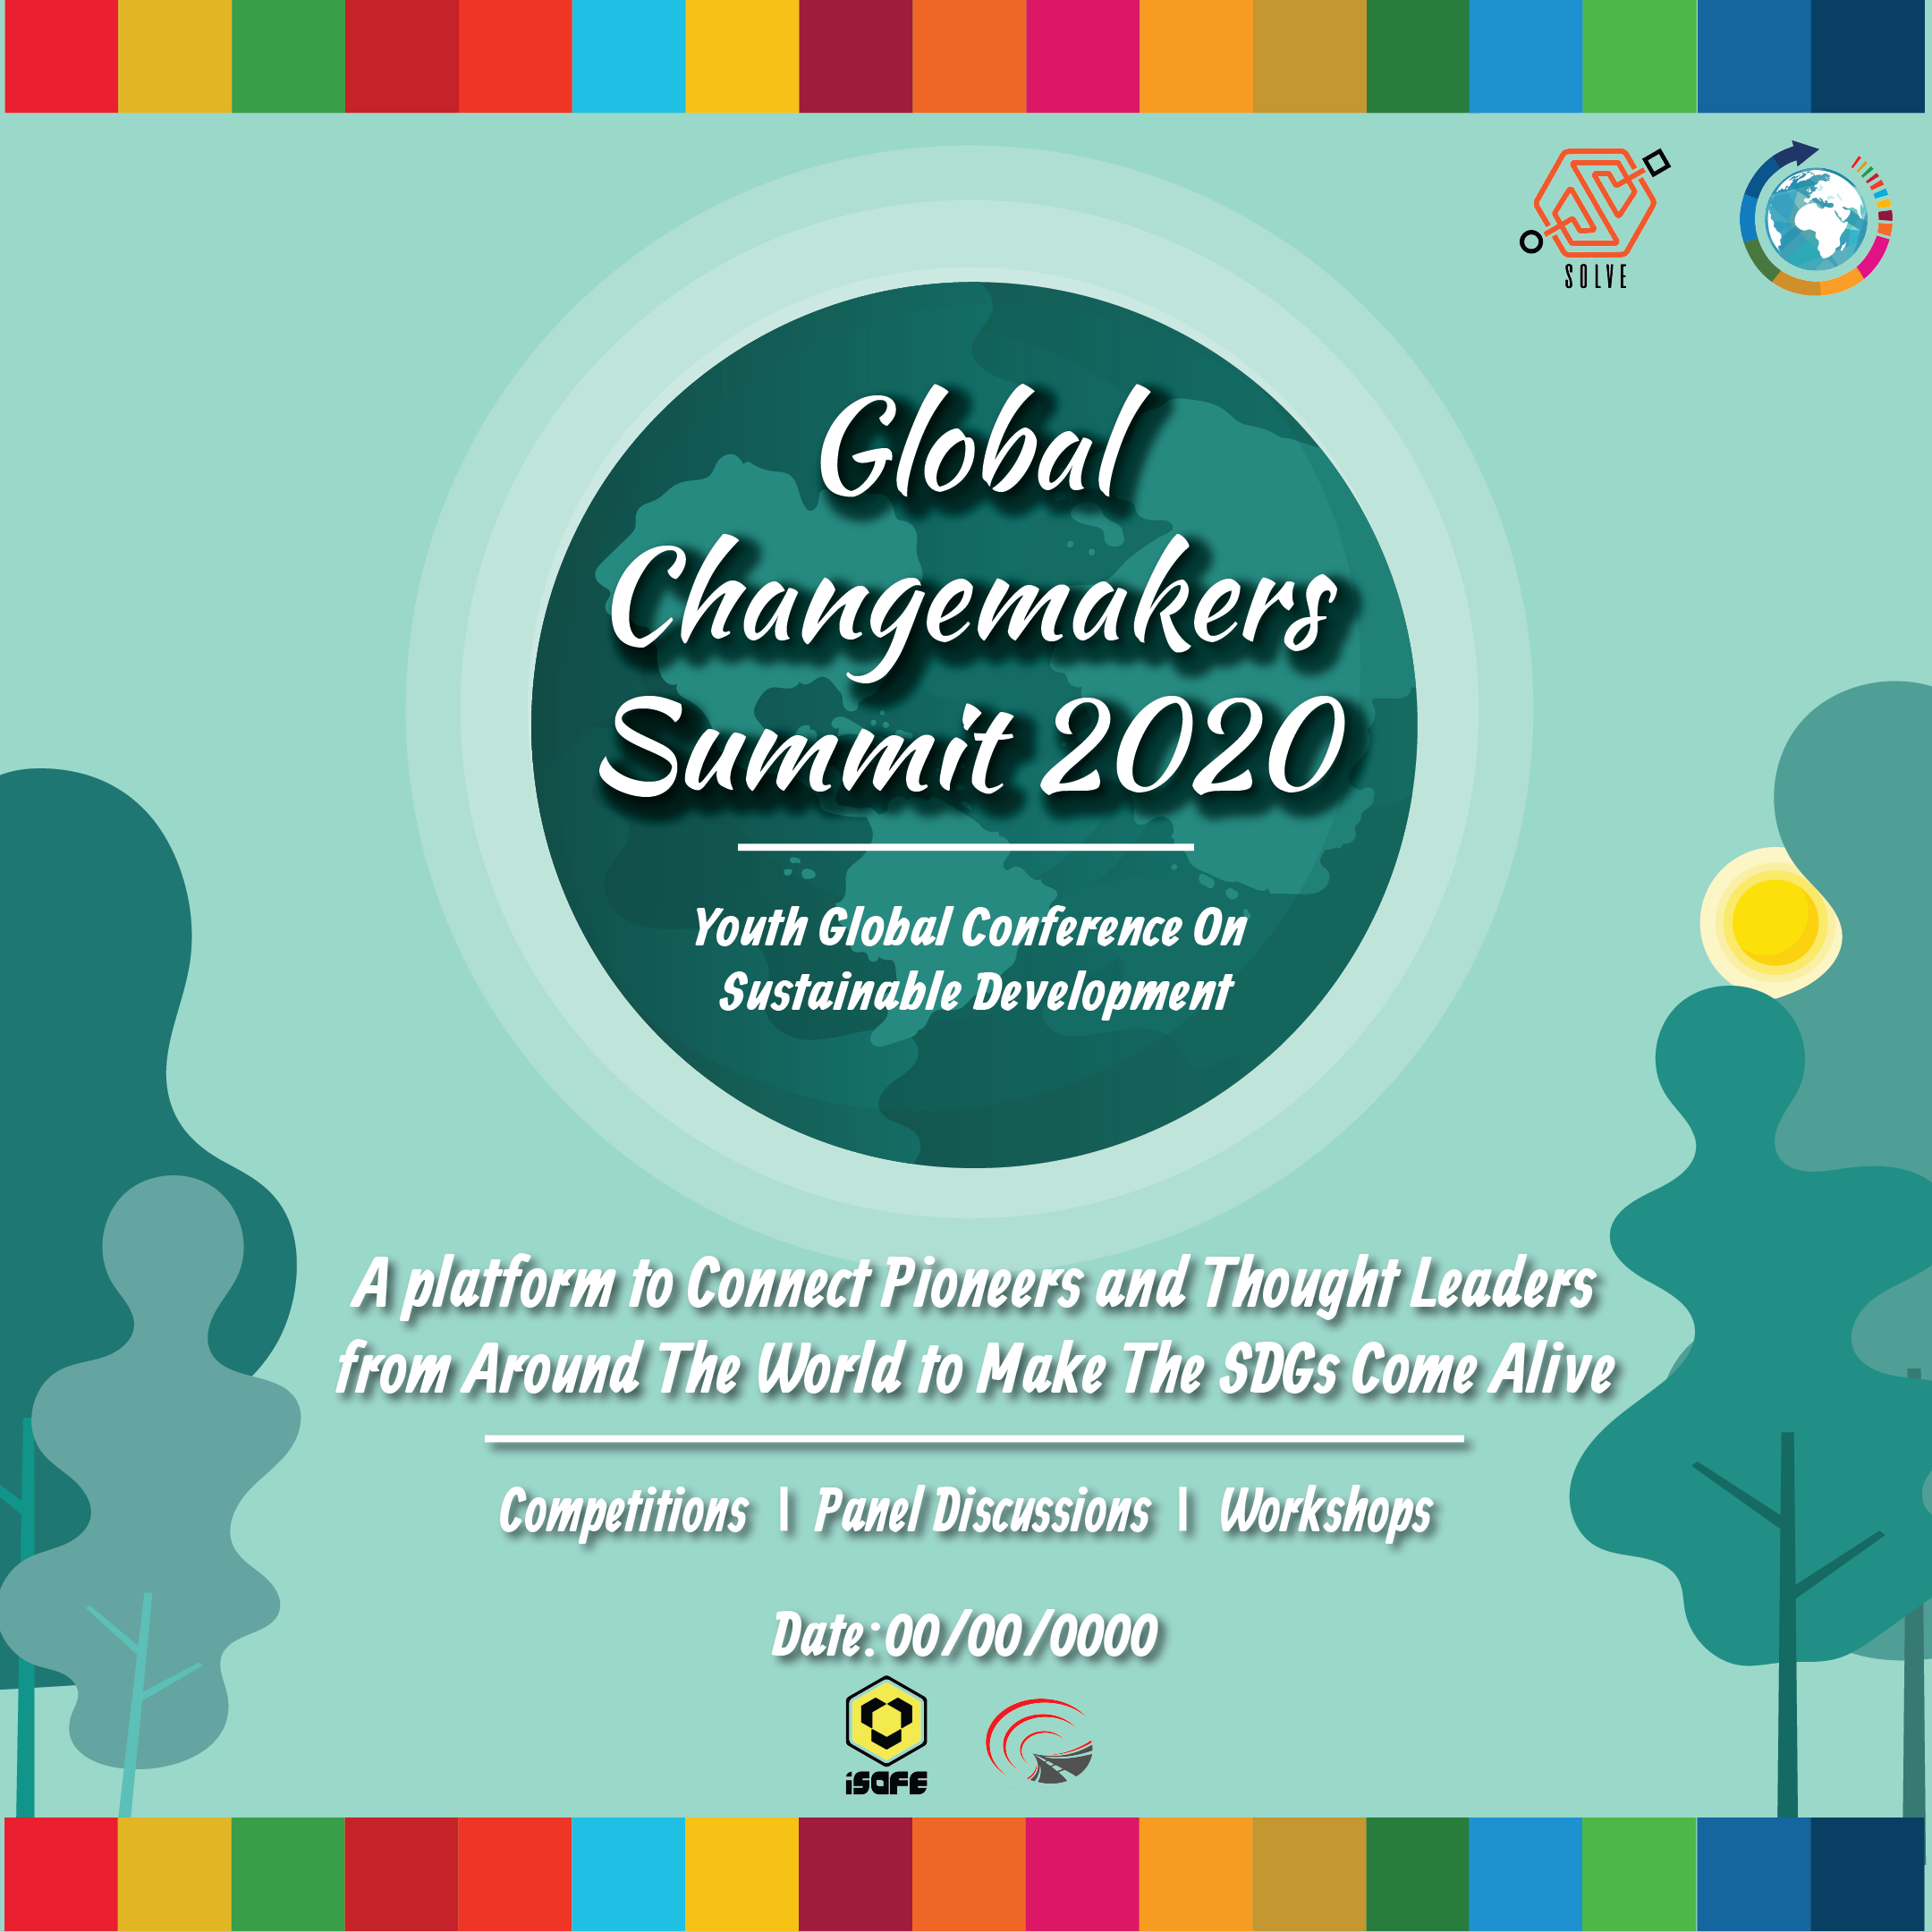 SOLVE
Global
Changemakers
Summit 2020
Youth Global Conference On
Sustainable Development
A platform to Connect Pioneers and Thought Leaders
from Around The World to Make The SDGs Come Alive
Competitions | Panel Discussions | Workshops
Date: 00/00/0000
iSAFE